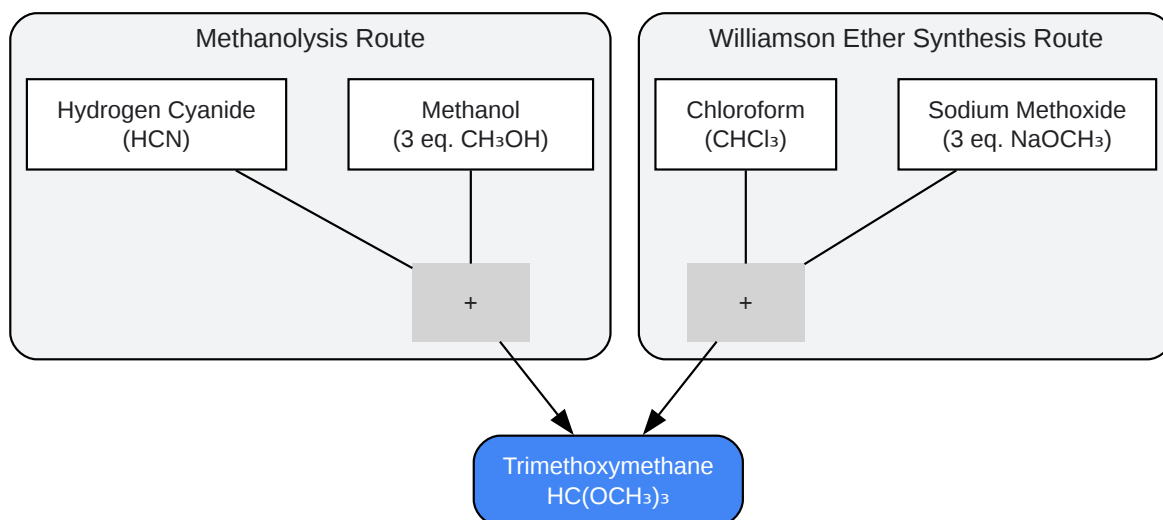 Methanolysis Route
Hydrogen Cyanide
(HCN)
Methanol
(3 eq. CH₃OH)
+
Williamson Ether Synthesis Route
Chloroform
(CHCl₃)
Sodium Methoxide
(3 eq. NaOCH₃)
+
Trimethoxymethane
HC(OCH₃)₃